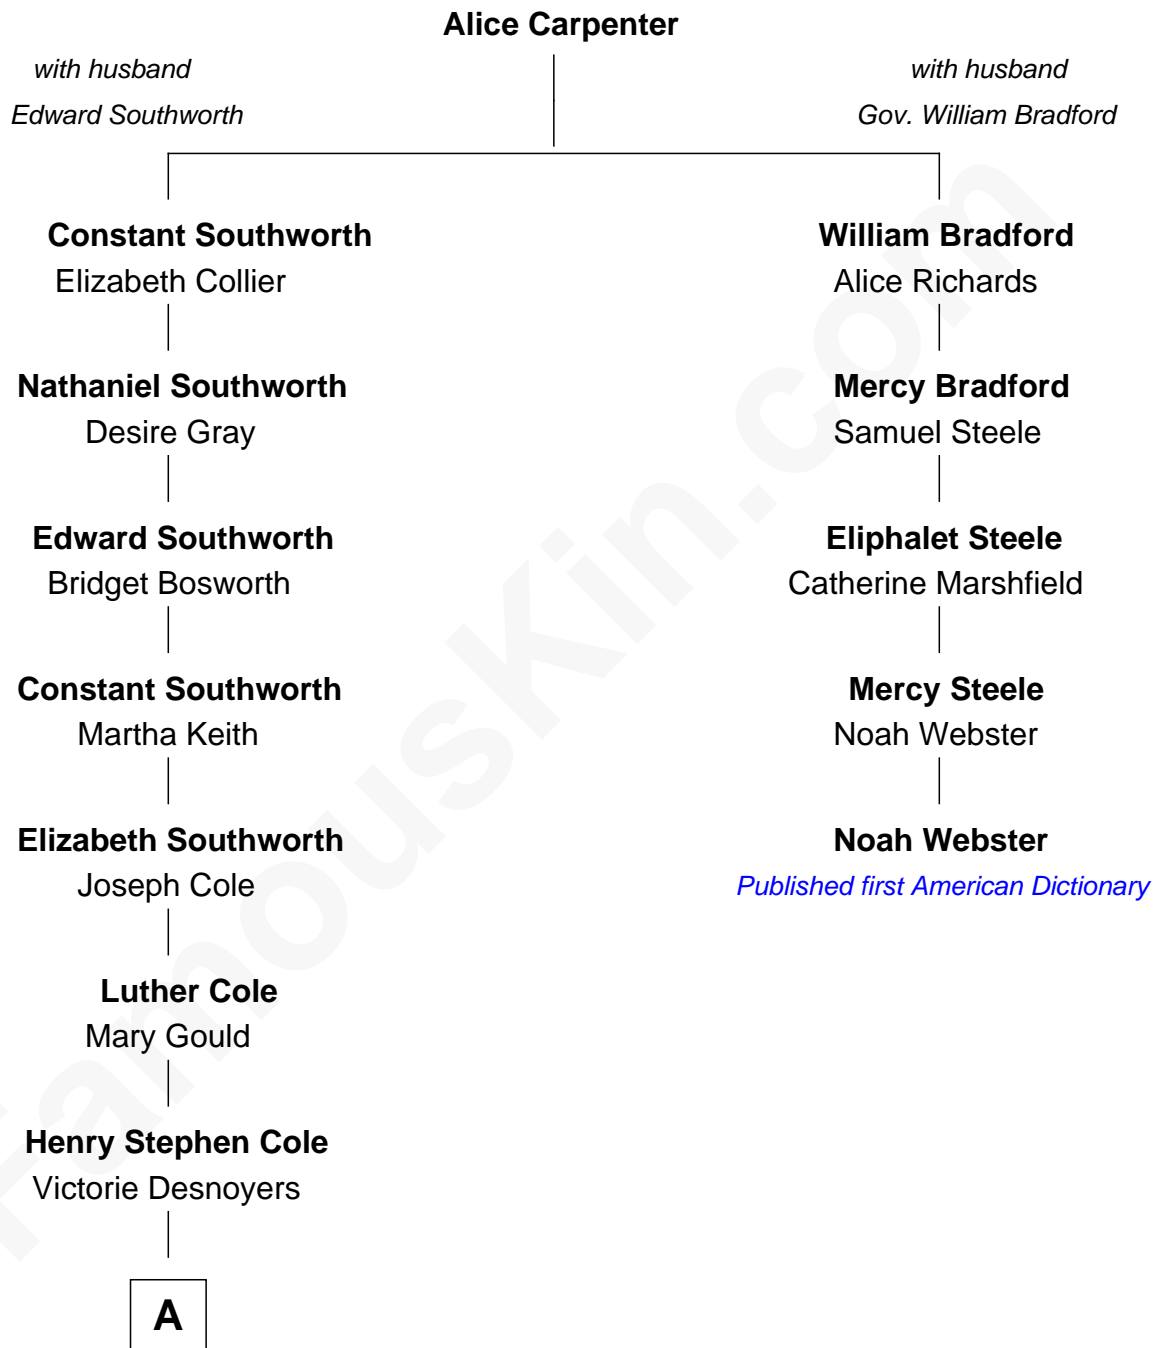 Alice Carpenter
with husband
Edward Southworth
with husband
Gov. William Bradford
Constant Southworth
Elizabeth Collier
Nathaniel Southworth
Desire Gray
Edward Southworth
Bridget Bosworth
Constant Southworth
Martha Keith
Elizabeth Southworth
Joseph Cole
Luther Cole
Mary Gould
Henry Stephen Cole
Victorie Desnoyers
A
William Bradford
Alice Richards
Mercy Bradford
Samuel Steele
Eliphalet Steele
Catherine Marshfield
Mercy Steele
Noah Webster
Noah Webster
Published first American Dictionary
FamousKin.com